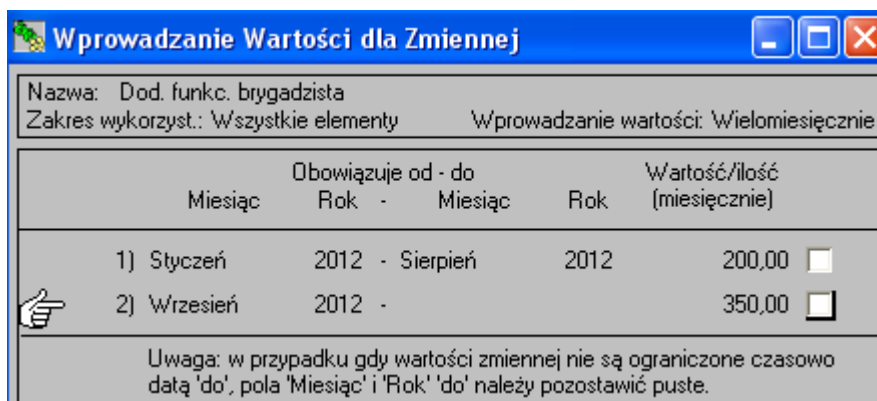 Wprowadzanie Wartości dla Zmiennej
Nazwa: Dod. funkc. brygadzista
Zakres wykorzyst.: Wszystkie elementy Wprowadzanie wartości: Wielomiesięcznie
Obowiązuje od - do Wartość/ilość
Miesiąc Rok - Miesiąc Rok (miesięcznie)
1) Styczeń 2012 - Sierpień 2012 200,00
2) Wrzesień 2012 - 350,00
Uwaga: w przypadku gdy wartości zmiennej nie są ograniczone czasowo
datą 'do', pola 'Miesiąc' i 'Rok' 'do' należy pozostawić puste.